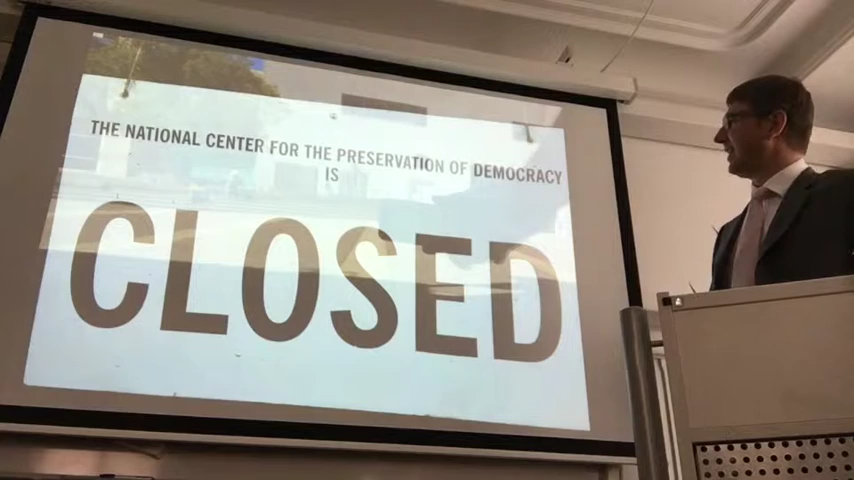 THE NATIONAL CENTER FOR THE PRESERVATION OF DEMOCRACY
IS
CLOSED